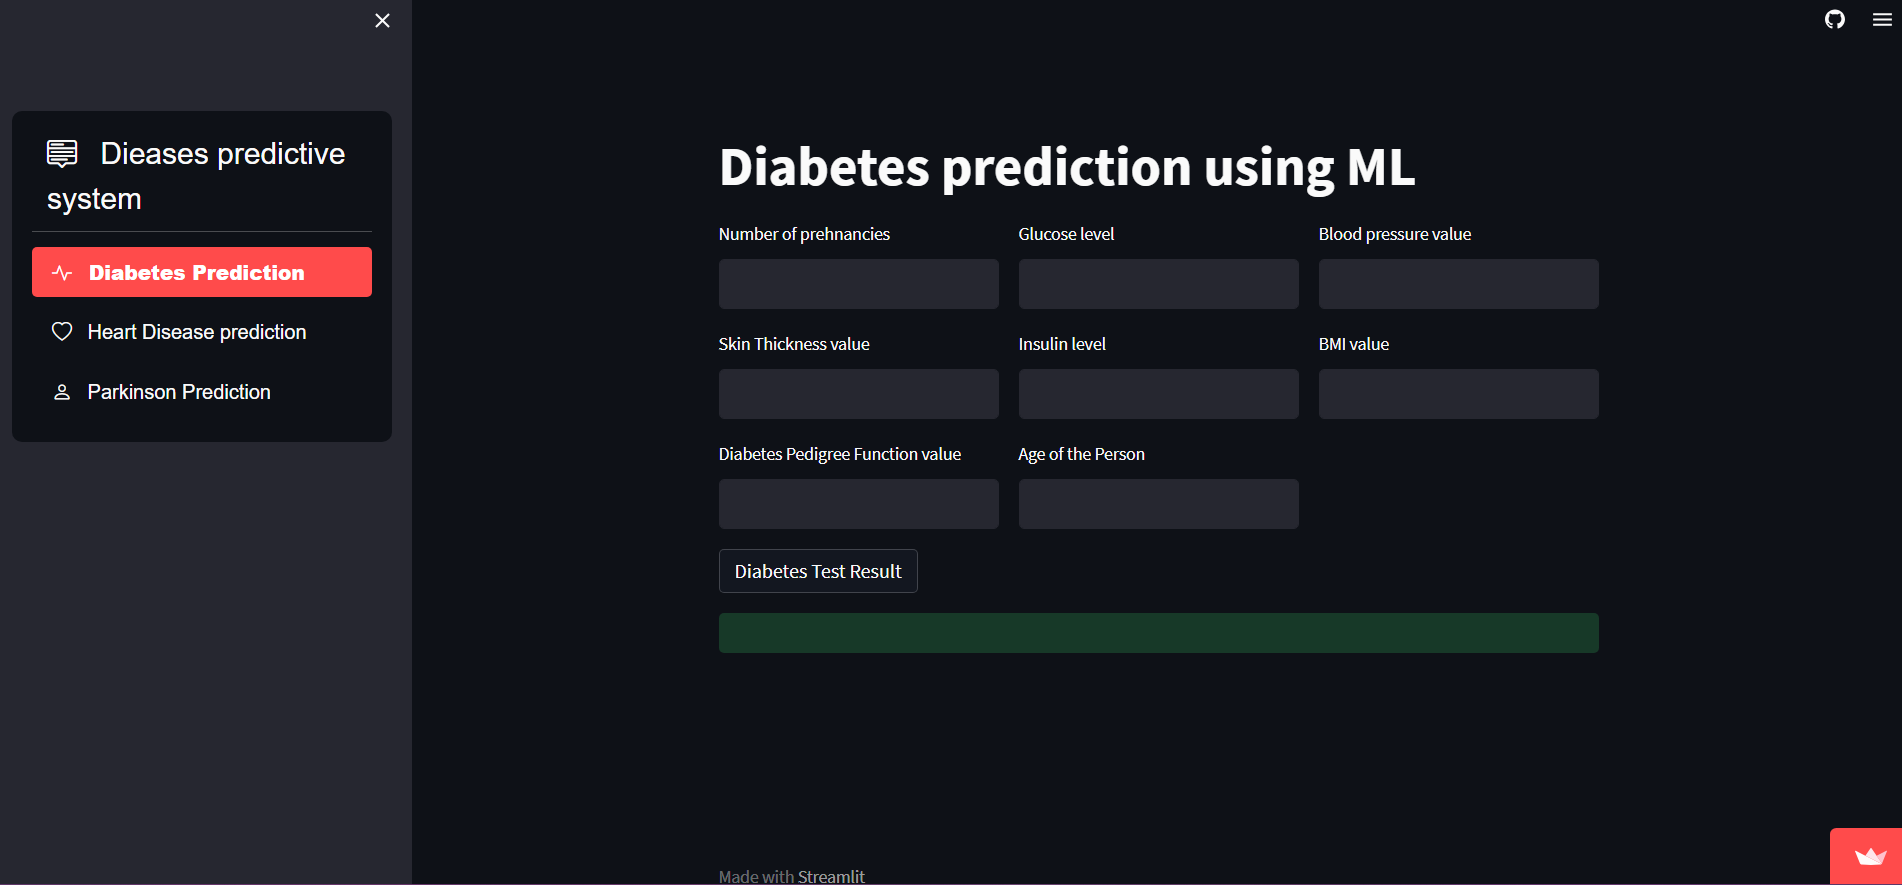 Dieases predictive
system
Diabetes Prediction
Heart Disease prediction
Parkinson Prediction
Diabetes prediction using ML
Number of prehnancies
Glucose level
Blood pressure value
Skin Thickness value
Insulin level
BMI value
Diabetes Pedigree Function value
Age of the Person
Diabetes Test Result
Made with Streamlit